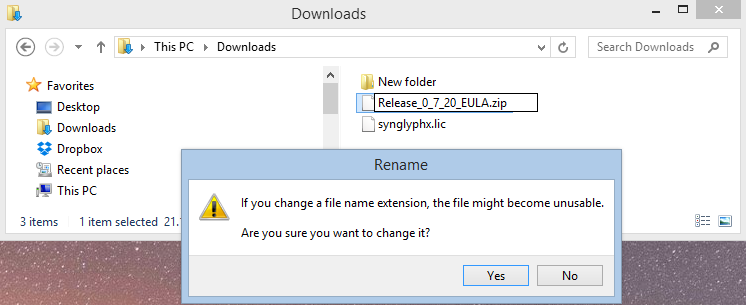 Downloads
This PC
Downloads
Search Downloads
Favorites
Desktop
Downloads
Dropbox
Recent places
This PC
New folder
Release_0_7_20_EULA.zip
synglyphx.lic
3 items 1 item selected 21.
Rename
If you change a file name extension, the file might become unusable.
Are you sure you want to change it?
Yes
No